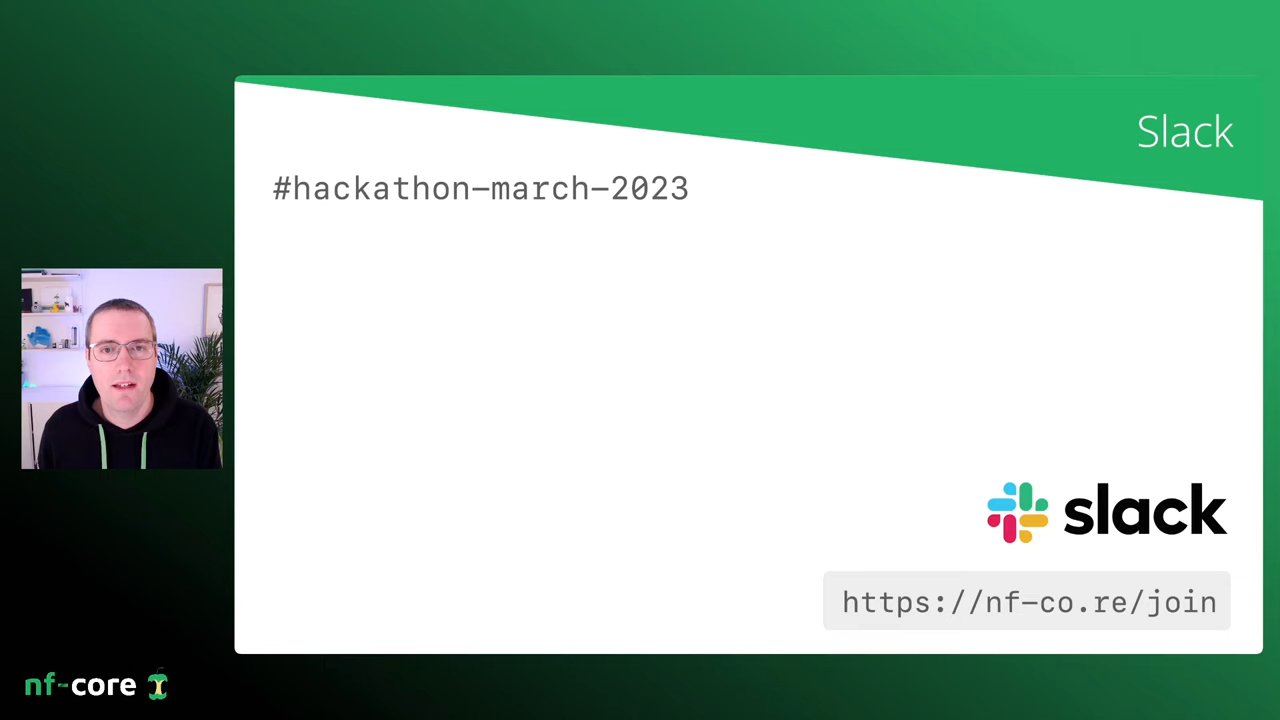 Slack
#hackathon-march-2023
slack
https://nf-co.re/join
nf-core